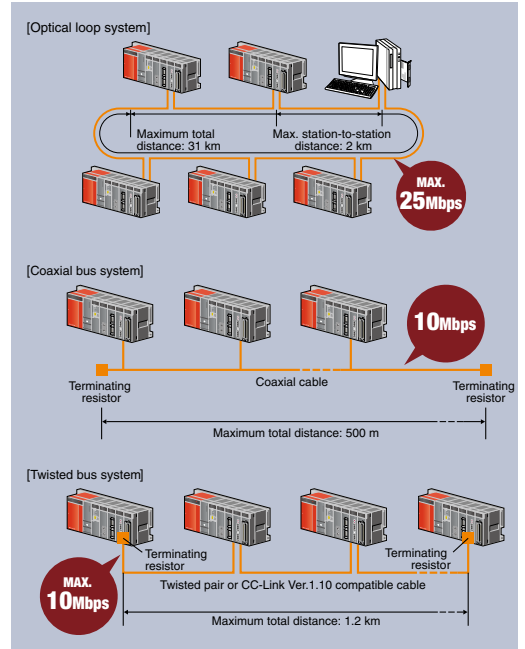 [Optical loop system]
Maximum total
distance: 31 km
Max. station-to-station
distance: 2 km
MAX.
25Mbps
[Coaxial bus system]
10Mbps
Terminating
resistor
Coaxial cable
Terminating
resistor
Maximum total distance: 500 m
[Twisted bus system]
Terminating
resistor
Terminating
resistor
MAX.
10Mbps
Twisted pair or CC-Link Ver.1.10 compatible cable
Maximum total distance: 1.2 km